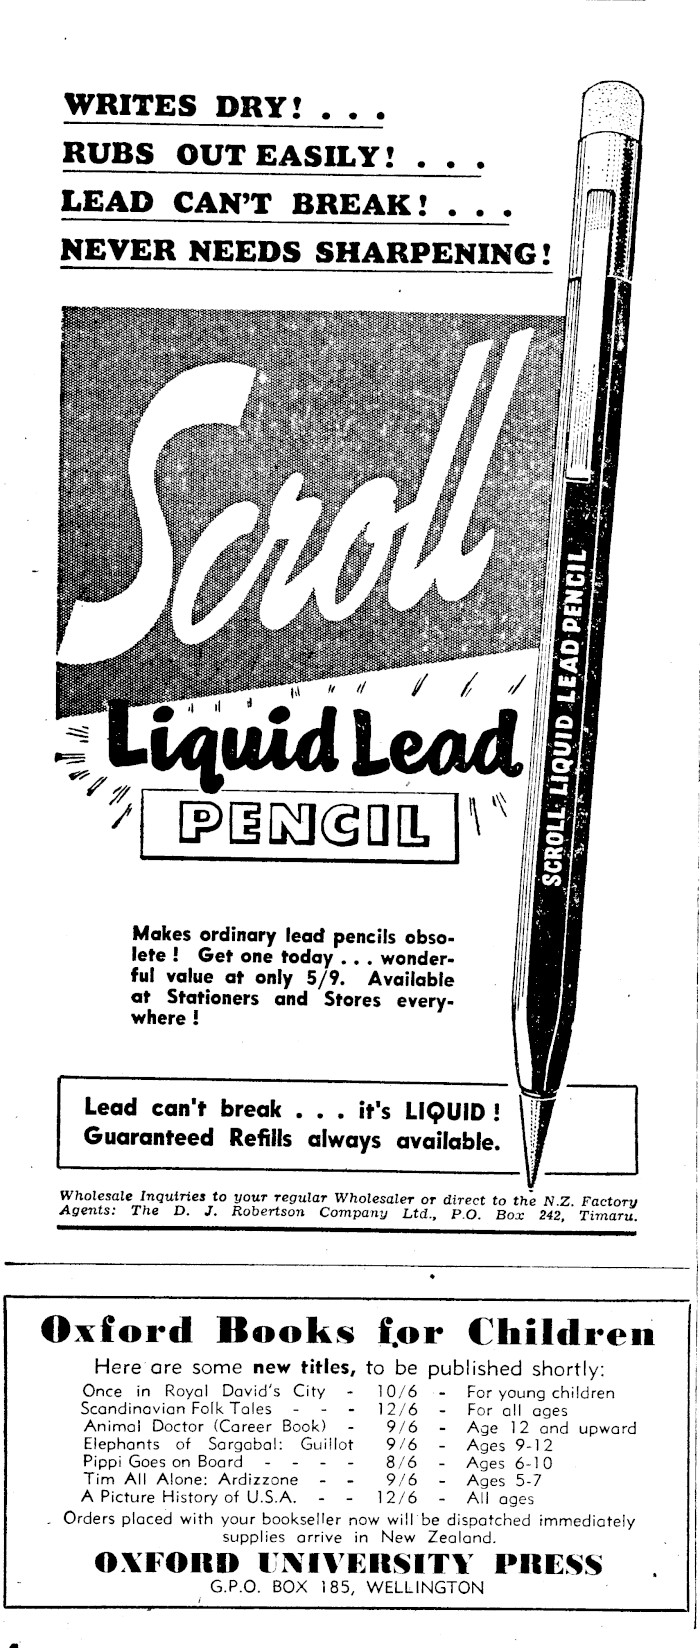 WRITES DRY! . . .
RUBS OUT EASILY! . . .
LEAD CAN'T BREAK! . . .
NEVER NEEDS SHARPENING!
Scroll
Liquid Lead
PENCIL
SCROLL LIQUID LEAD PENCIL
Makes ordinary lead pencils obso-
lete ! Get one today . . . wonder-
ful value at only 5/9. Available
at Stationers and Stores every-
where !
Lead can't break . . . it's LIQUID !
Guaranteed Refills always available.
Wholesale Inquiries to your regular Wholesaler or direct to the N.Z. Factory
Agents: The D. J. Robertson Company Ltd., P.O. Box 242, Timaru.
Oxford Books for Children
Here are some new titles, to be published shortly:
Once in Royal David's City - 10/6 - For young children
Scandinavian Folk Tales - - - 12/6 - For all ages
Animal Doctor (Career Book) - 9/6 - Age 12 and upward
Elephants of Sargabal: Guillot 9/6 - Ages 9-12
Pippi Goes on Board - - - - 8/6 - Ages 6-10
Tim All Alone: Ardizzone - - 9/6 - Ages 5-7
A Picture History of U.S.A. - - 12/6 - All ages
Orders placed with your bookseller now will be dispatched immediately
supplies arrive in New Zealand.
OXFORD UNIVERSITY PRESS
G.P.O. BOX 185, WELLINGTON